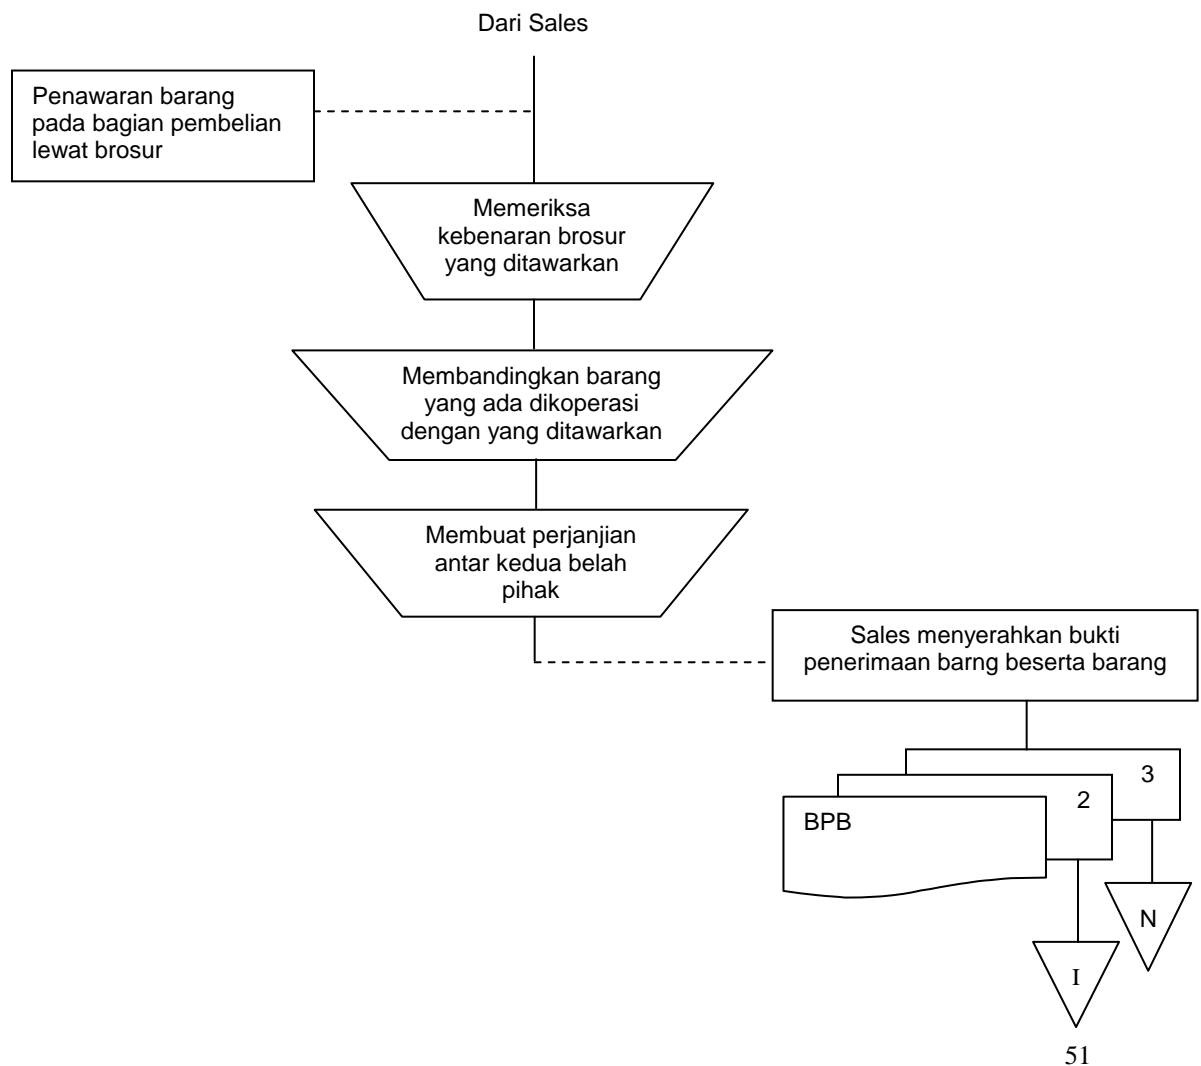 Dari Sales
Penawaran barang
pada bagian pembelian
lewat brosur
Memeriksa
kebenaran brosur
yang ditawarkan
Membandingkan barang
yang ada dikoperasi
dengan yang ditawarkan
Membuat perjanjian
antar kedua belah
pihak
Sales menyerahkan bukti
penerimaan barng beserta barang
3
2
BPB
N
I
51